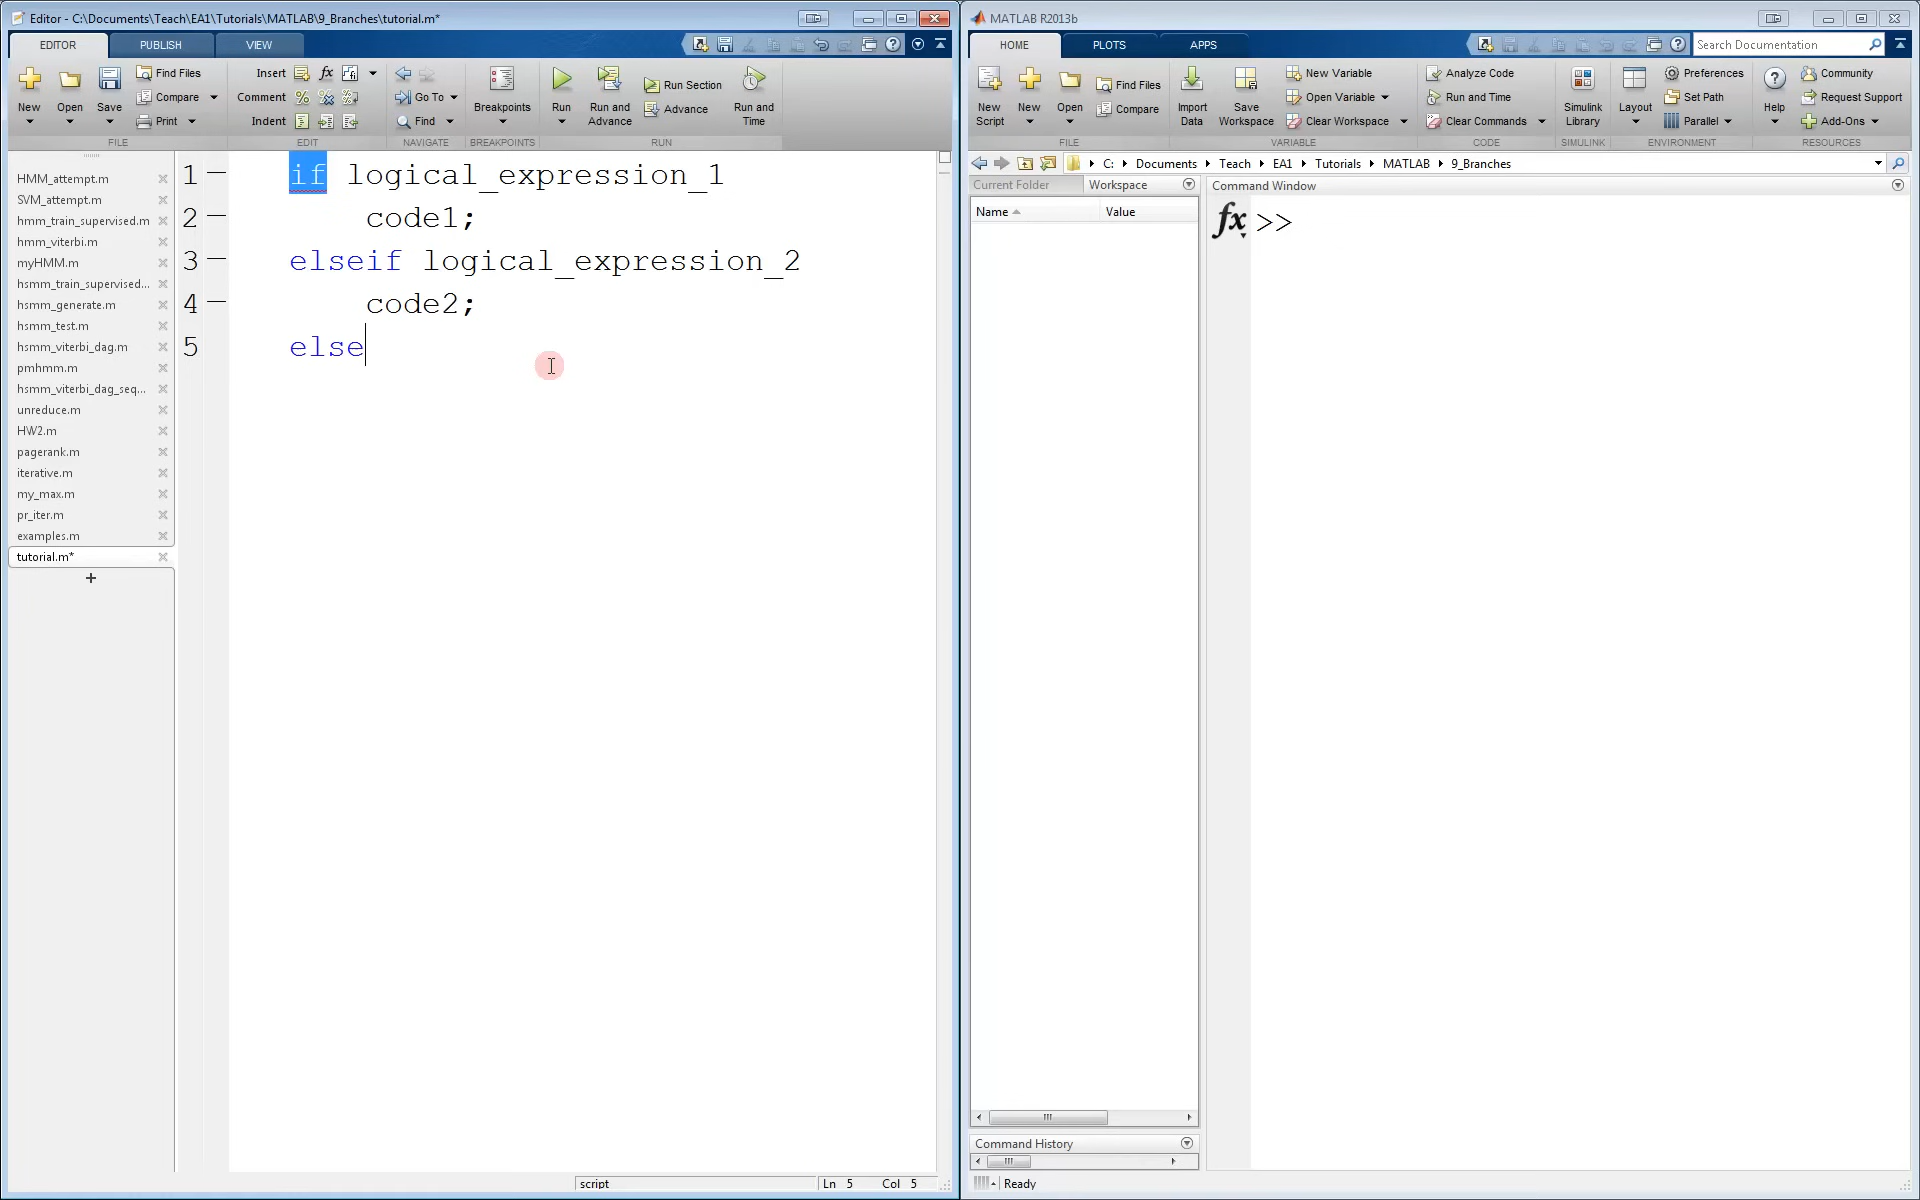 Editor - C:\Documents\Teach\EA1\Tutorials\MATLAB\9_Branches\tutorial.m*
EDITOR PUBLISH VIEW
New Open Save Find Files Compare Print
FILE
Insert fx
Comment %
Indent
EDIT
Go To
Find
NAVIGATE
Breakpoints
BREAKPOINTS
Run Run and Advance Run Section Advance Run and Time
RUN
HMM_attempt.m
SVM_attempt.m
hmm_train_supervised.m
hmm_viterbi.m
myHMM.m
hsmm_train_supervised...
hsmm_generate.m
hsmm_test.m
hsmm_viterbi_dag.m
pmhmm.m
hsmm_viterbi_dag_seq...
unreduce.m
HW2.m
pagerank.m
iterative.m
my_max.m
pr_iter.m
examples.m
tutorial.m*
+
1 if logical_expression_1
2 code1;
3 elseif logical_expression_2
4 code2;
5 else
script Ln 5 Col 5
MATLAB R2013b
HOME PLOTS APPS
Search Documentation
New Script New Open Find Files Compare
FILE
Import Data Save Workspace New Variable Open Variable Clear Workspace
VARIABLE
Analyze Code
Run and Time
Clear Commands
CODE
Simulink Library
SIMULINK
Layout Preferences Set Path Parallel
ENVIRONMENT
Help Community Request Support Add-Ons
RESOURCES
C: Documents Teach EA1 Tutorials MATLAB 9_Branches
Current Folder Workspace
Name Value
Command Window
fx >>
Command History
Ready